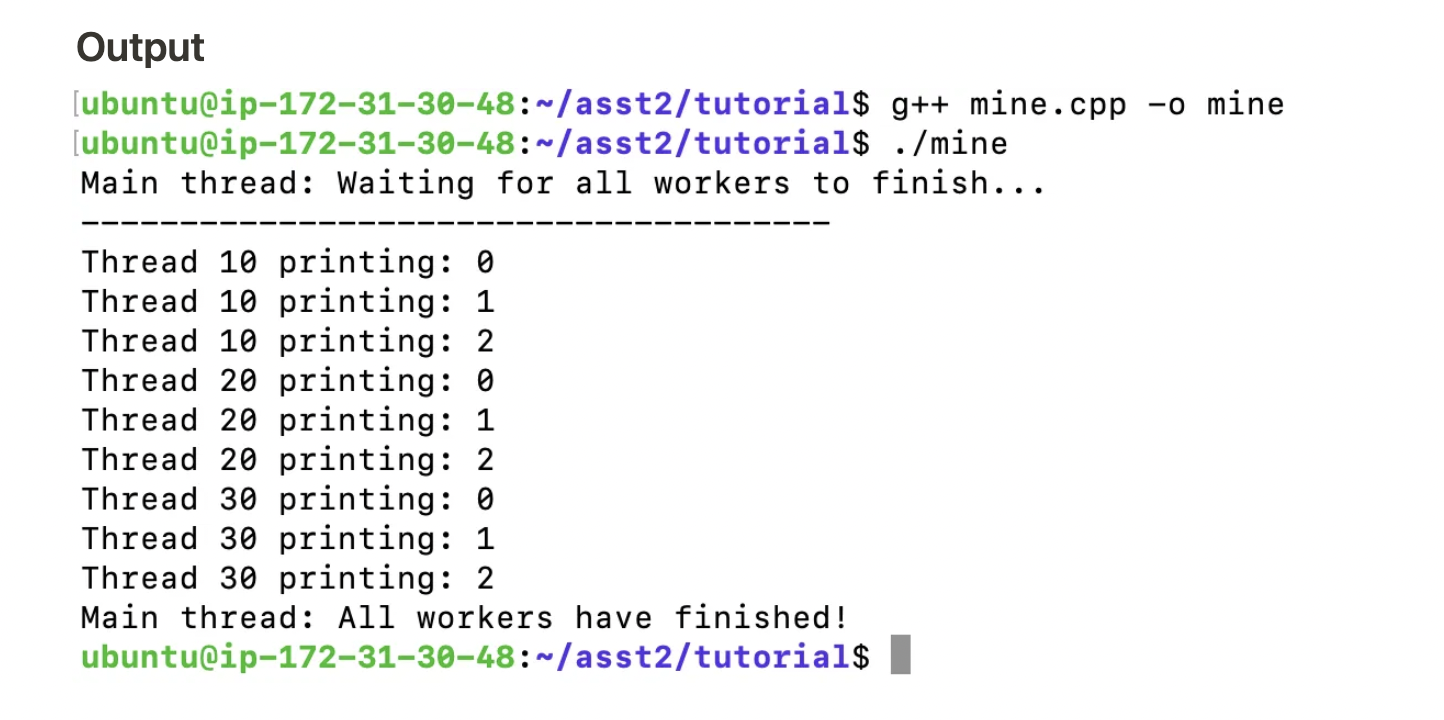 Output
[ubuntu@ip-172-31-30-48:~/asst2/tutorial$ g++ mine.cpp -o mine
[ubuntu@ip-172-31-30-48:~/asst2/tutorial$ ./mine
Main thread: Waiting for all workers to finish...
--------------------------------------
Thread 10 printing: 0
Thread 10 printing: 1
Thread 10 printing: 2
Thread 20 printing: 0
Thread 20 printing: 1
Thread 20 printing: 2
Thread 30 printing: 0
Thread 30 printing: 1
Thread 30 printing: 2
Main thread: All workers have finished!
ubuntu@ip-172-31-30-48:~/asst2/tutorial$